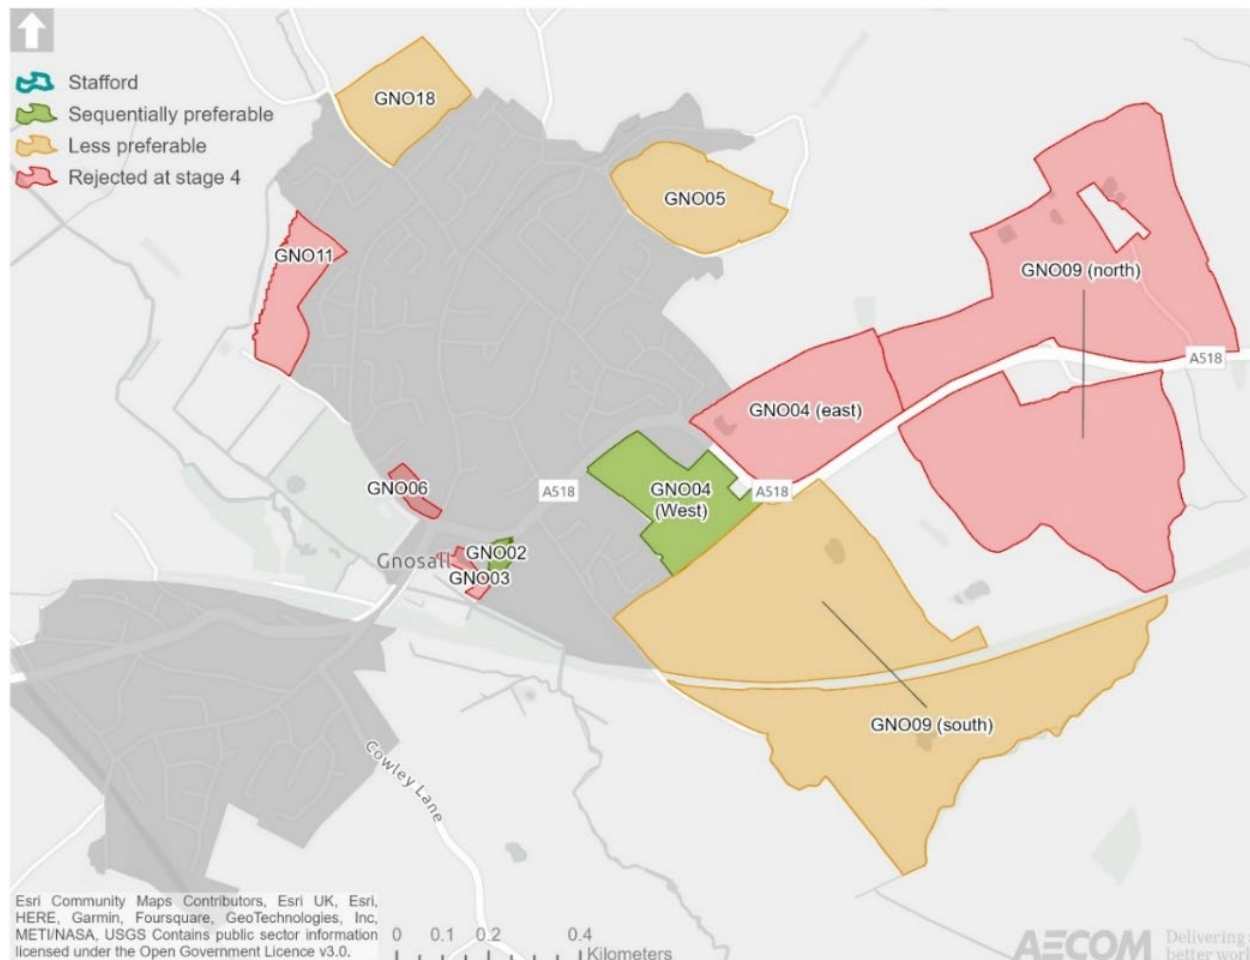 Stafford
Sequentially preferable
Less preferable
Rejected at stage 4
GNO18
GNO05
GNO11
GNO09 (north)
A518
GNO04 (east)
GNO06
A518
GNO04
(West)
A518
GNO02
Gnosall
GNO03
GNO09 (south)
Cowley Lane
Esri Community Maps Contributors, Esri UK, Esri,
HERE, Garmin, Foursquare, GeoTechnologies, Inc,
METI/NASA, USGS Contains public sector information
licensed under the Open Government Licence v3.0.
0 0.1 0.2 0.4
Kilometers
AECOM
Delivering a
better worl